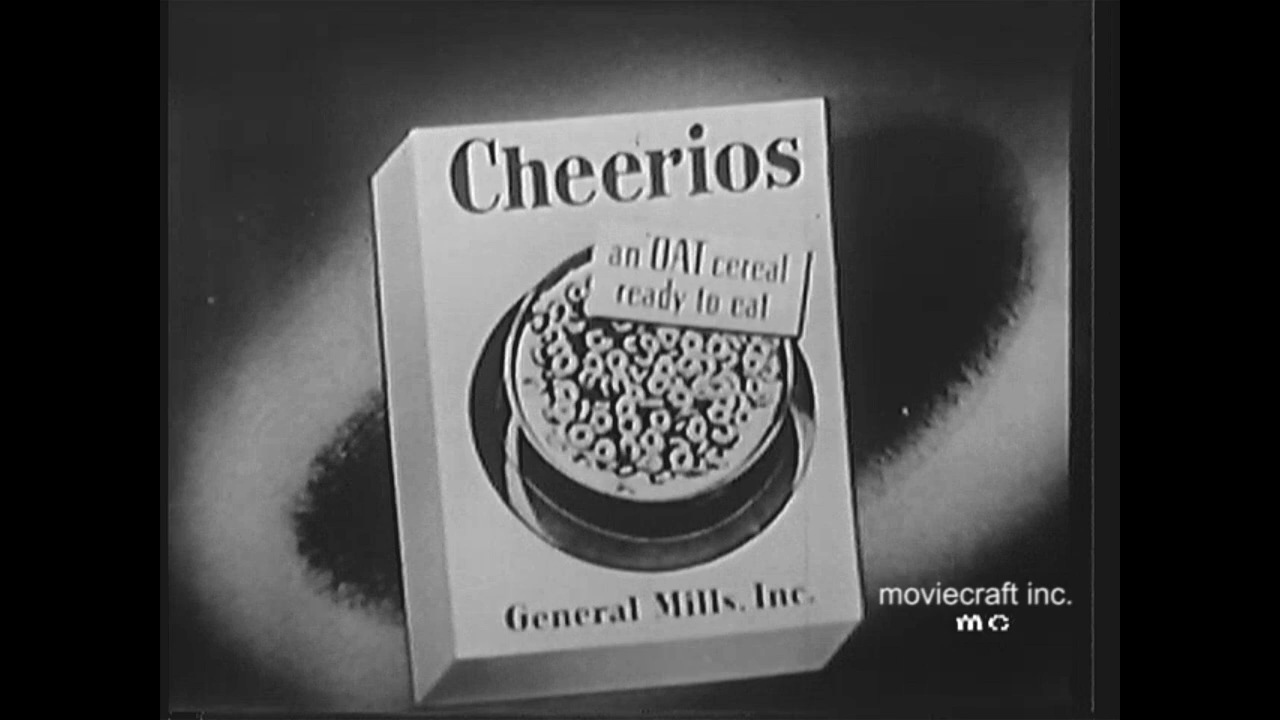 Cheerios
an OAT cereal
ready to eat
General Mills, Inc.
moviecraft inc.
mc